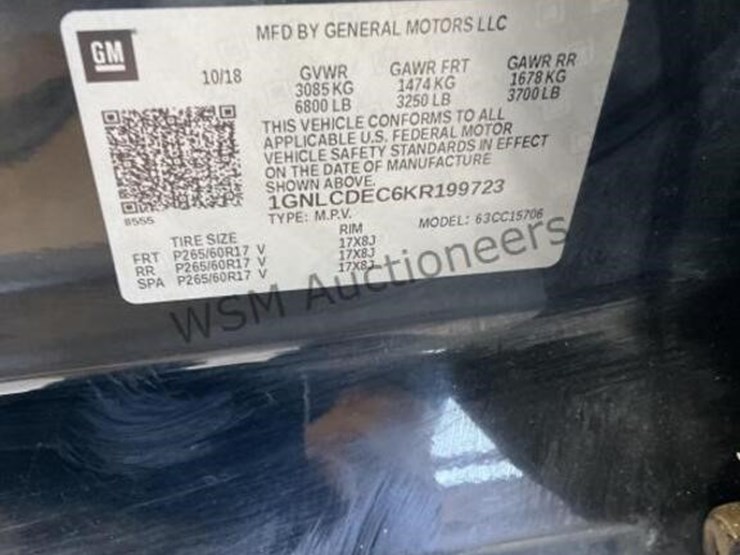 GM
MFD BY GENERAL MOTORS LLC
10/18 GVWR GAWR FRT GAWR RR
3085 KG 1474 KG 1678 KG
6800 LB 3250 LB 3700 LB
THIS VEHICLE CONFORMS TO ALL
APPLICABLE U.S. FEDERAL MOTOR
VEHICLE SAFETY STANDARDS IN EFFECT
ON THE DATE OF MANUFACTURE
SHOWN ABOVE.
1GNLCDEC6KR199723
8555
TYPE: M.P.V. MODEL: 63CC15706
TIRE SIZE RIM
FRT P265/60R17 V 17X8J
RR P265/60R17 V 17X8J
SPA P265/60R17 V 17X8J
WSM Auctioneers